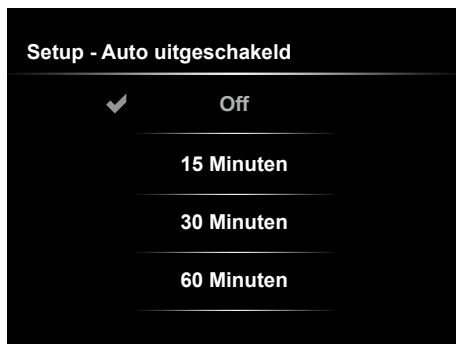 Setup - Auto uitgeschakeld
Off
15 Minuten
30 Minuten
60 Minuten